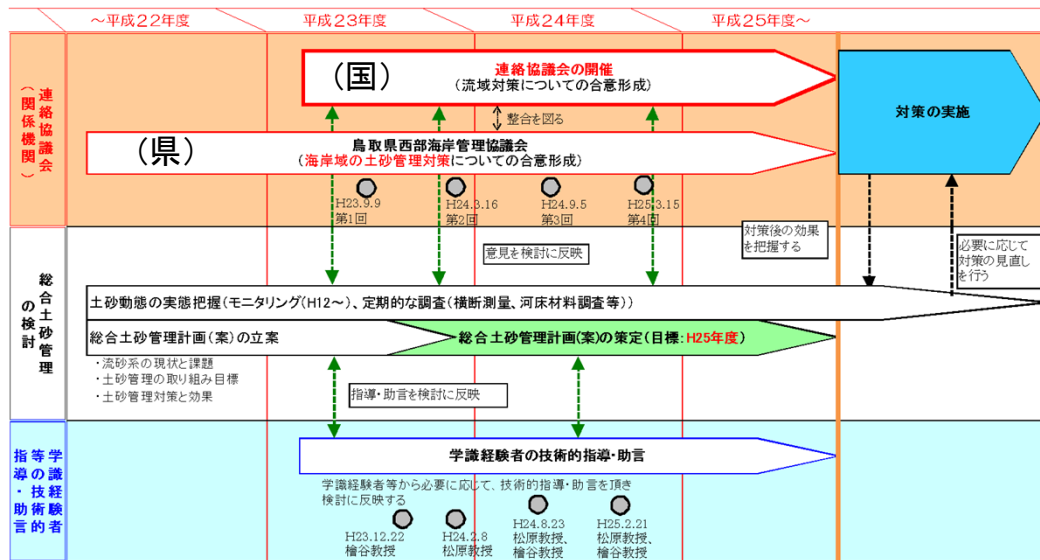 ～平成22年度
平成23年度
平成24年度
平成25年度～
連絡協議会
（関係機関）
（国）
連絡協議会の開催
（流域対策についての合意形成）
対策の実施
整合を図る
（県）
鳥取県西部海岸管理協議会
（海岸域の土砂管理対策についての合意形成）
H23.9.9
第1回
H24.3.16
第2回
H24.9.5
第3回
H25.3.15
第4回
意見を検討に反映
対策後の効果
を把握する
必要に応じて
対策の見直し
を行う
総合土砂管理
の検討
土砂動態の実態把握（モニタリング（H12～）、定期的な調査（横断測量、河床材料調査等））
総合土砂管理計画（案）の立案
総合土砂管理計画（案）の策定（目標：H25年度）
・流砂系の現状と課題
・土砂管理の取り組み目標
・土砂管理対策と効果
指導・助言を検討に反映
学識経験者
等の技術的
指導・助言
学識経験者の技術的指導・助言
学識経験者等から必要に応じて、技術的指導・助言を頂き
検討に反映する
H23.12.22
檜谷教授
H24.2.8
松原教授
H24.8.23
松原教授、
檜谷教授
H25.2.21
松原教授、
檜谷教授